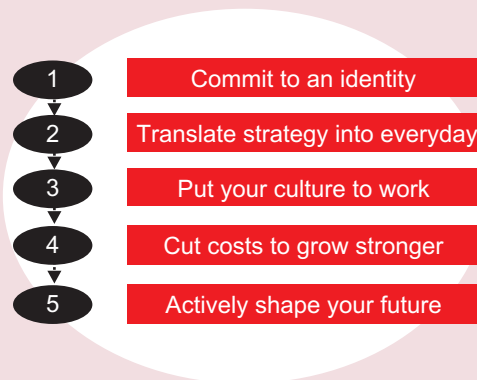 1 Commit to an identity
2 Translate strategy into everyday
3 Put your culture to work
4 Cut costs to grow stronger
5 Actively shape your future